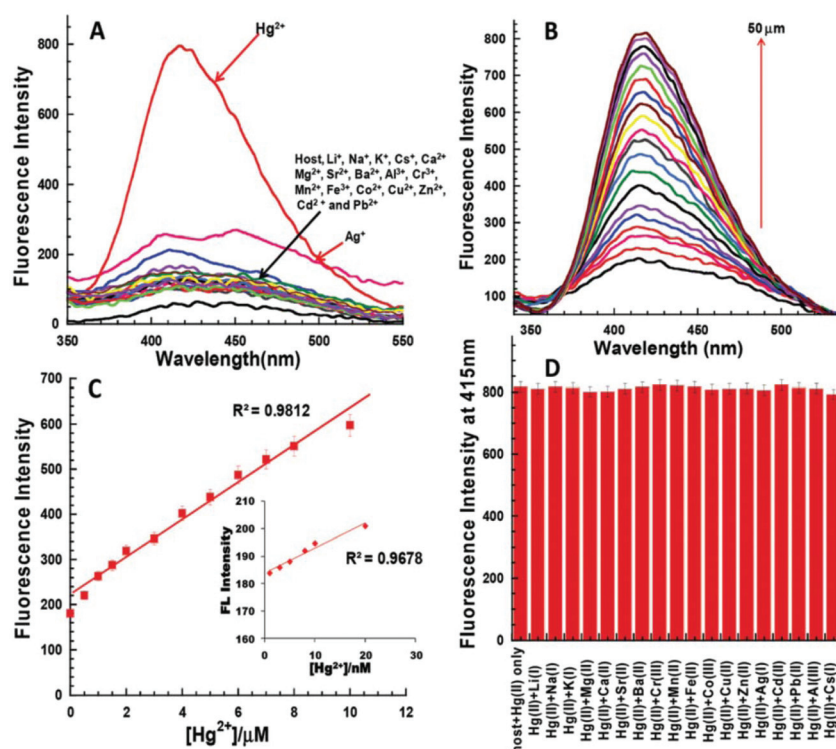 A
Fluorescence Intensity
800
600
400
200
0
Hg²⁺
Host, Li⁺, Na⁺, K⁺, Cs⁺, Ca²⁺
Mg²⁺, Sr²⁺, Ba²⁺, Al³⁺, Cr³⁺
Mn²⁺, Fe³⁺, Co²⁺, Cu²⁺, Zn²⁺,
Cd²⁺ and Pb²⁺
Ag⁺
350 400 450 500 550
Wavelength(nm)
B
Fluorescence Intensity
800
700
600
500
400
300
200
100
50 μm
350 400 450 500
Wavelength (nm)
C
Fluorescence Intensity
700
600
500
400
300
200
100
0
R² = 0.9812
FL Intensity
210
200
190
180
170
160
R² = 0.9678
0 10 20 30
[Hg²⁺]/nM
0 2 4 6 8 10 12
[Hg²⁺]/μM
D
Fluorescence Intensity at 415nm
800
600
400
200
0
ost+Hg(II) only
Hg(II)+Li(I)
Hg(II)+Na(I)
Hg(II)+K(I)
Hg(II)+Mg(II)
Hg(II)+Ca(II)
Hg(II)+Sr(II)
Hg(II)+Ba(II)
Hg(II)+Cr(III)
Hg(II)+Mn(II)
Hg(II)+Fe(II)
Hg(II)+Co(III)
Hg(II)+Cu(II)
Hg(II)+Zn(II)
Hg(II)+Ag(I)
Hg(II)+Cd(II)
Hg(II)+Pb(II)
Hg(II)+Al(III)
Hg(II)+Cs(I)